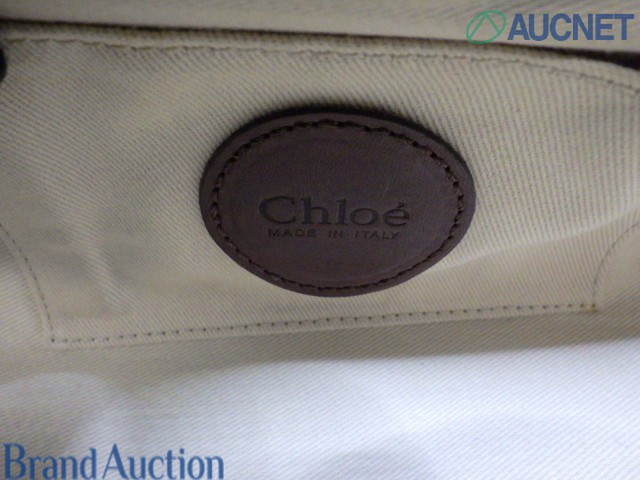 AUCNET
Chloé
MADE IN ITALY
Brand Auction